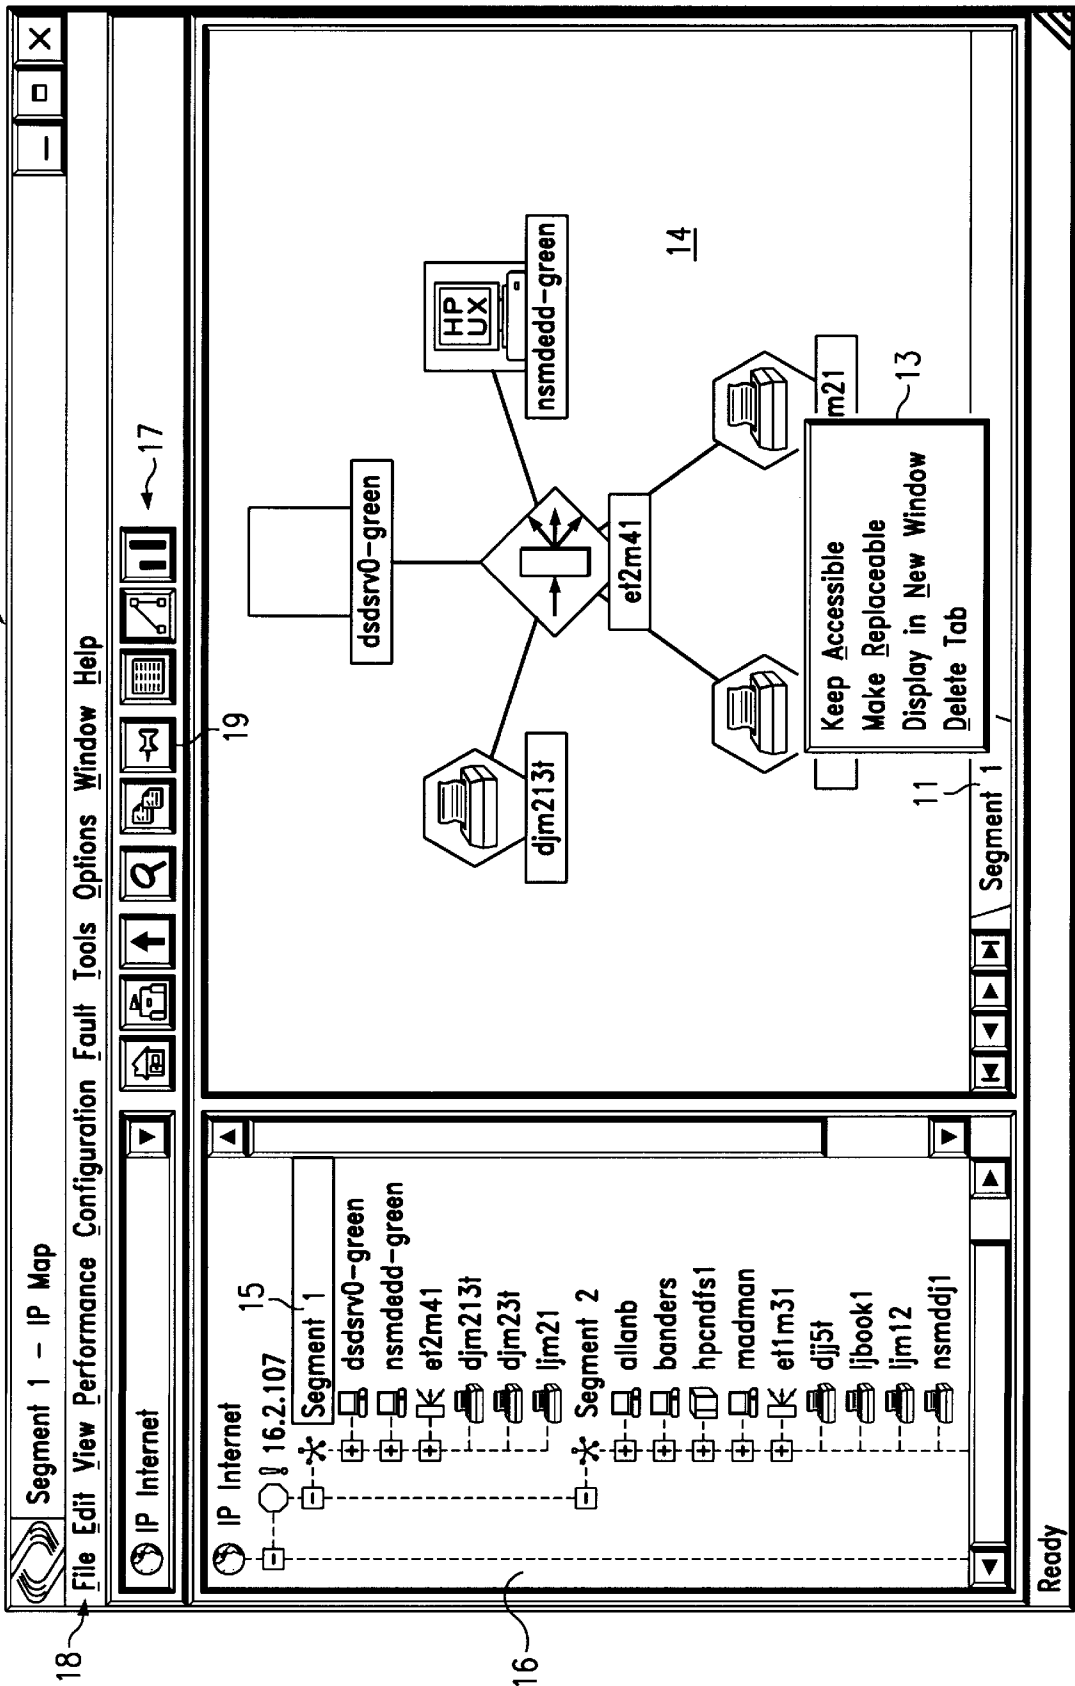 Segment 1 - IP Map
File Edit View Performance Configuration Fault Tools Options Window Help
18
IP Internet
19
17
IP Internet
16.2.107
15
Segment 1
dsdsrv0-green
nsmdedd-green
et2m41
djm213t
djm23t
ljm21
Segment 2
allanb
banders
hpcndfs1
madman
et1m31
djj5t
ljbook1
ljm12
nsmddj1
16
dsdsrv0-green
HP
UX
nsmdedd-green
djm213t
et2m41
14
m21
13
Keep Accessible
Make Replaceable
Display in New Window
Delete Tab
11
Segment 1
Ready